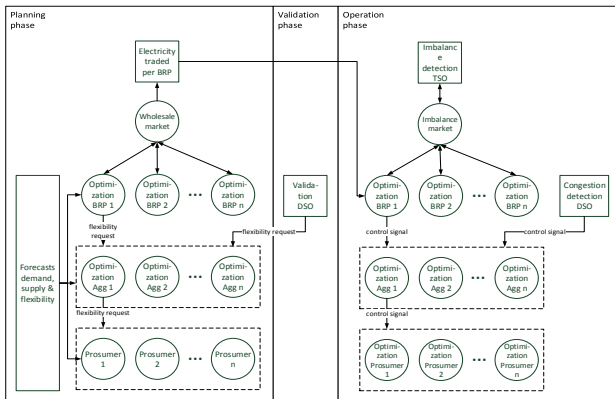 Planning
phase
Validation
phase
Operation
phase
Electricity
traded
per BRP
Imbalanc
e
detection
TSO
Wholesale
market
Imbalance
market
Optimi-
zation
BRP 1
Optimi-
zation
BRP 2
...
Optimi-
zation
BRP n
Valida-
tion
DSO
Optimi-
zation
BRP 1
Optimi-
zation
BRP 2
...
Optimi-
zation
BRP n
Congestion
detection
DSO
flexibility
request
flexibility request
control signal
control signal
Forecasts
demand,
supply &
flexibility
Optimi-
zation
Agg 1
Optimi-
zation
Agg 2
...
Optimi-
zation
Agg n
Optimi-
zation
Agg 1
Optimi-
zation
Agg 2
...
Optimi-
zation
Agg n
flexibility request
control signal
Prosumer
1
Prosumer
2
...
Prosumer
n
Optimi-
zation
Prosumer
1
Optimi-
zation
Prosumer
2
...
Optimi-
zation
Prosumer
n